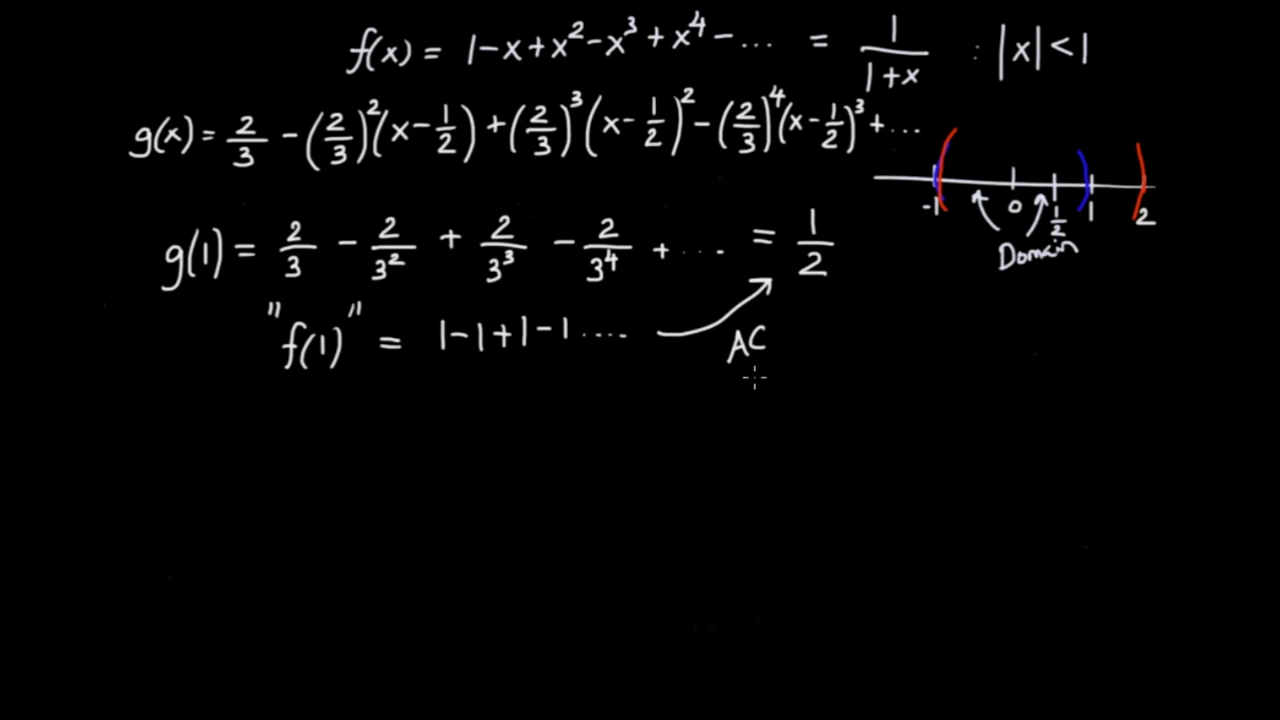 f(x) = 1 - x + x² - x³ + x⁴ - ... = 1/(1+x) : |x| < 1
g(x) = 2/3 - (2/3)²(x - 1/2) + (2/3)³(x - 1/2)² - (2/3)⁴(x - 1/2)³ + ...
-1 0 1/2 1 2
Domain
g(1) = 2/3 - 2/3² + 2/3³ - 2/3⁴ + .... = 1/2
"f(1)" = 1 - 1 + 1 - 1 .....
AC